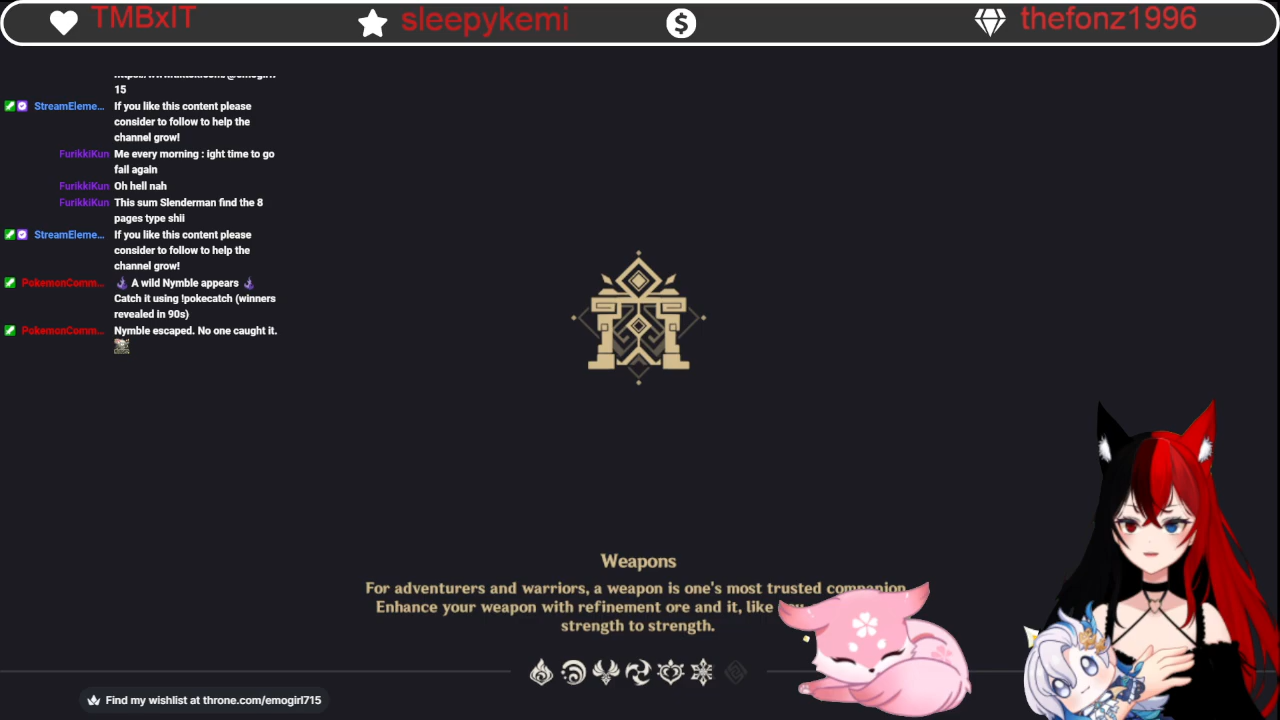 TMBxIT
sleepykemi
thefonz1996
15
StreamEleme... If you like this content please
consider to follow to help the
channel grow!
FurikkiKun Me every morning : ight time to go
fail again
FurikkiKun Oh hell nah
FurikkiKun This sum Slenderman find the 8
pages type shii
StreamEleme... If you like this content please
consider to follow to help the
channel grow!
PokemonComm... A wild Nymble appears
Catch it using !pokecatch (winners
revealed in 90s)
PokemonComm... Nymble escaped. No one caught it.
Weapons
For adventurers and warriors, a weapon is one's most trusted companion.
Enhance your weapon with refinement ore and it, like
strength to strength.
Find my wishlist at throne.com/emogirl715